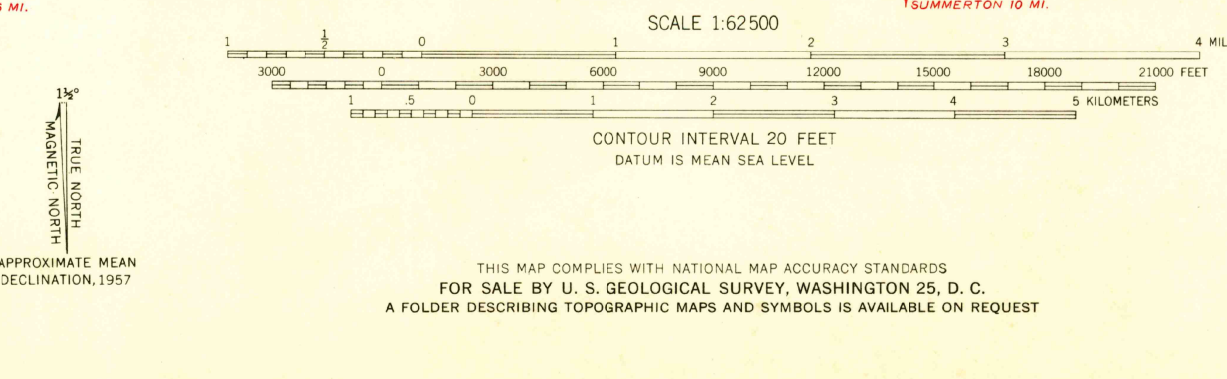 MI.
SUMMERTON 10 MI.
SCALE 1:62500
1 ½ 0 1 2 3 4
3000 0 3000 6000 9000 12000 15000 18000 21000 FEET
1 .5 0 1 2 3 4 5 KILOMETERS
CONTOUR INTERVAL 20 FEET
DATUM IS MEAN SEA LEVEL
1½°
TRUE NORTH
MAGNETIC NORTH
APPROXIMATE MEAN
DECLINATION, 1957
THIS MAP COMPLIES WITH NATIONAL MAP ACCURACY STANDARDS
FOR SALE BY U. S. GEOLOGICAL SURVEY, WASHINGTON 25, D. C.
A FOLDER DESCRIBING TOPOGRAPHIC MAPS AND SYMBOLS IS AVAILABLE ON REQUEST